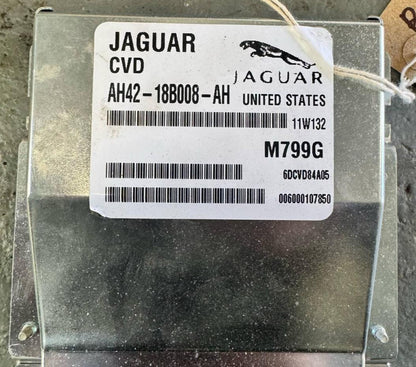 JAGUAR
CVD
JAGUAR
AH42-18B008-AH
UNITED STATES
11W132
M799G
6DCVD84A05
006000107850